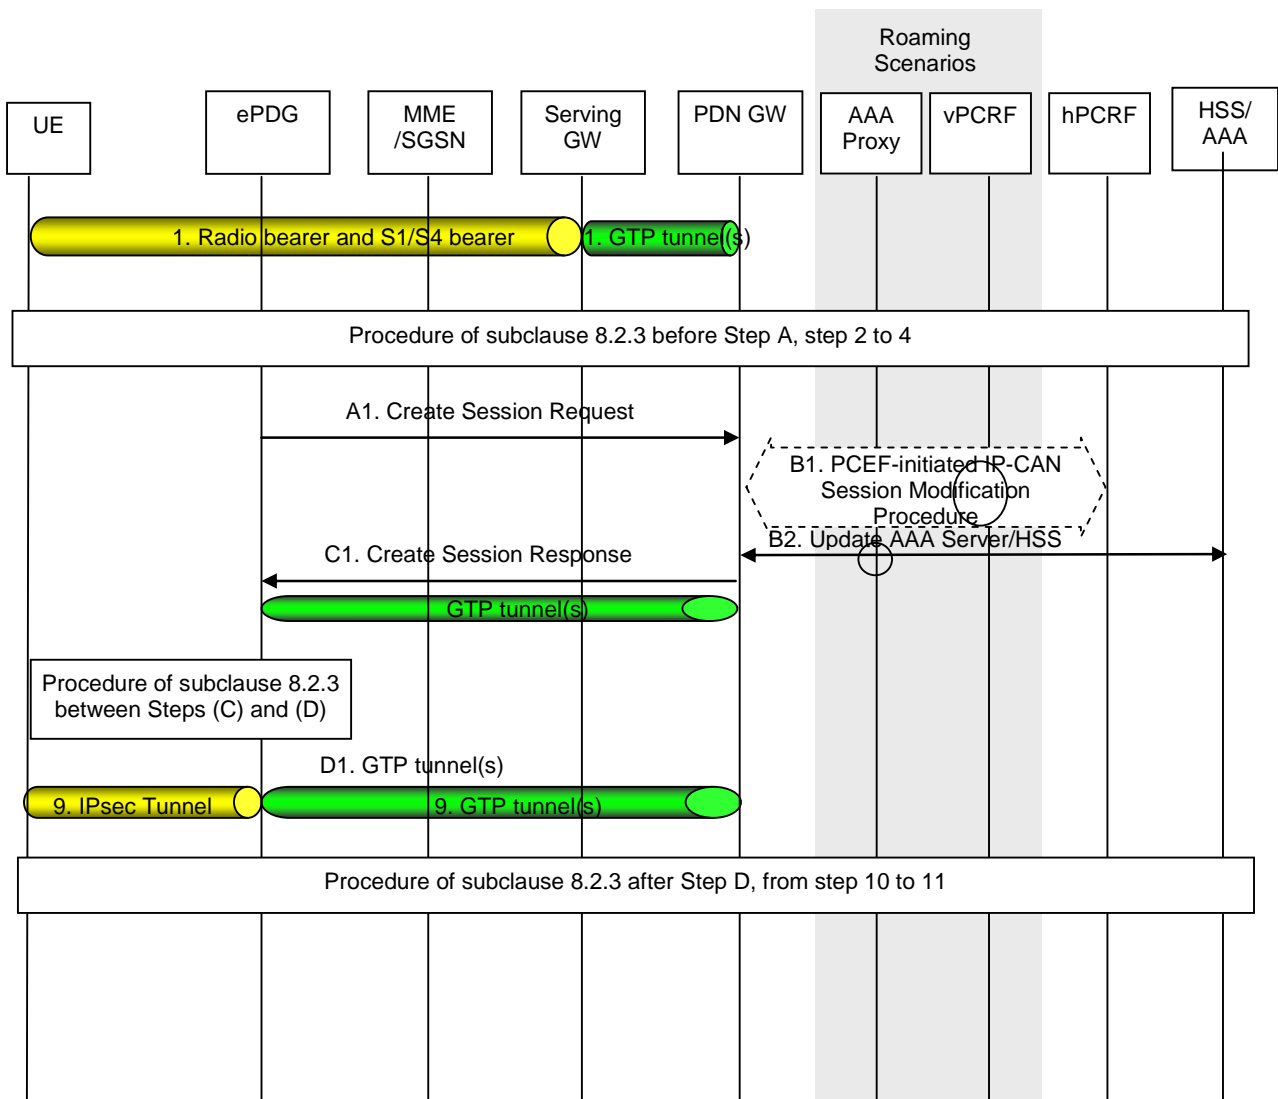 Roaming
Scenarios
UE
ePDG
MME
/SGSN
Serving
GW
PDN GW
AAA
Proxy
vPCRF
hPCRF
HSS/
AAA
1. Radio bearer and S1/S4 bearer
1. GTP tunnel(s)
Procedure of subclause 8.2.3 before Step A, step 2 to 4
A1. Create Session Request
B1. PCEF-initiated IP-CAN
Session Modification
Procedure
B2. Update AAA Server/HSS
C1. Create Session Response
GTP tunnel(s)
Procedure of subclause 8.2.3
between Steps (C) and (D)
D1. GTP tunnel(s)
9. IPsec Tunnel
9. GTP tunnel(s)
Procedure of subclause 8.2.3 after Step D, from step 10 to 11